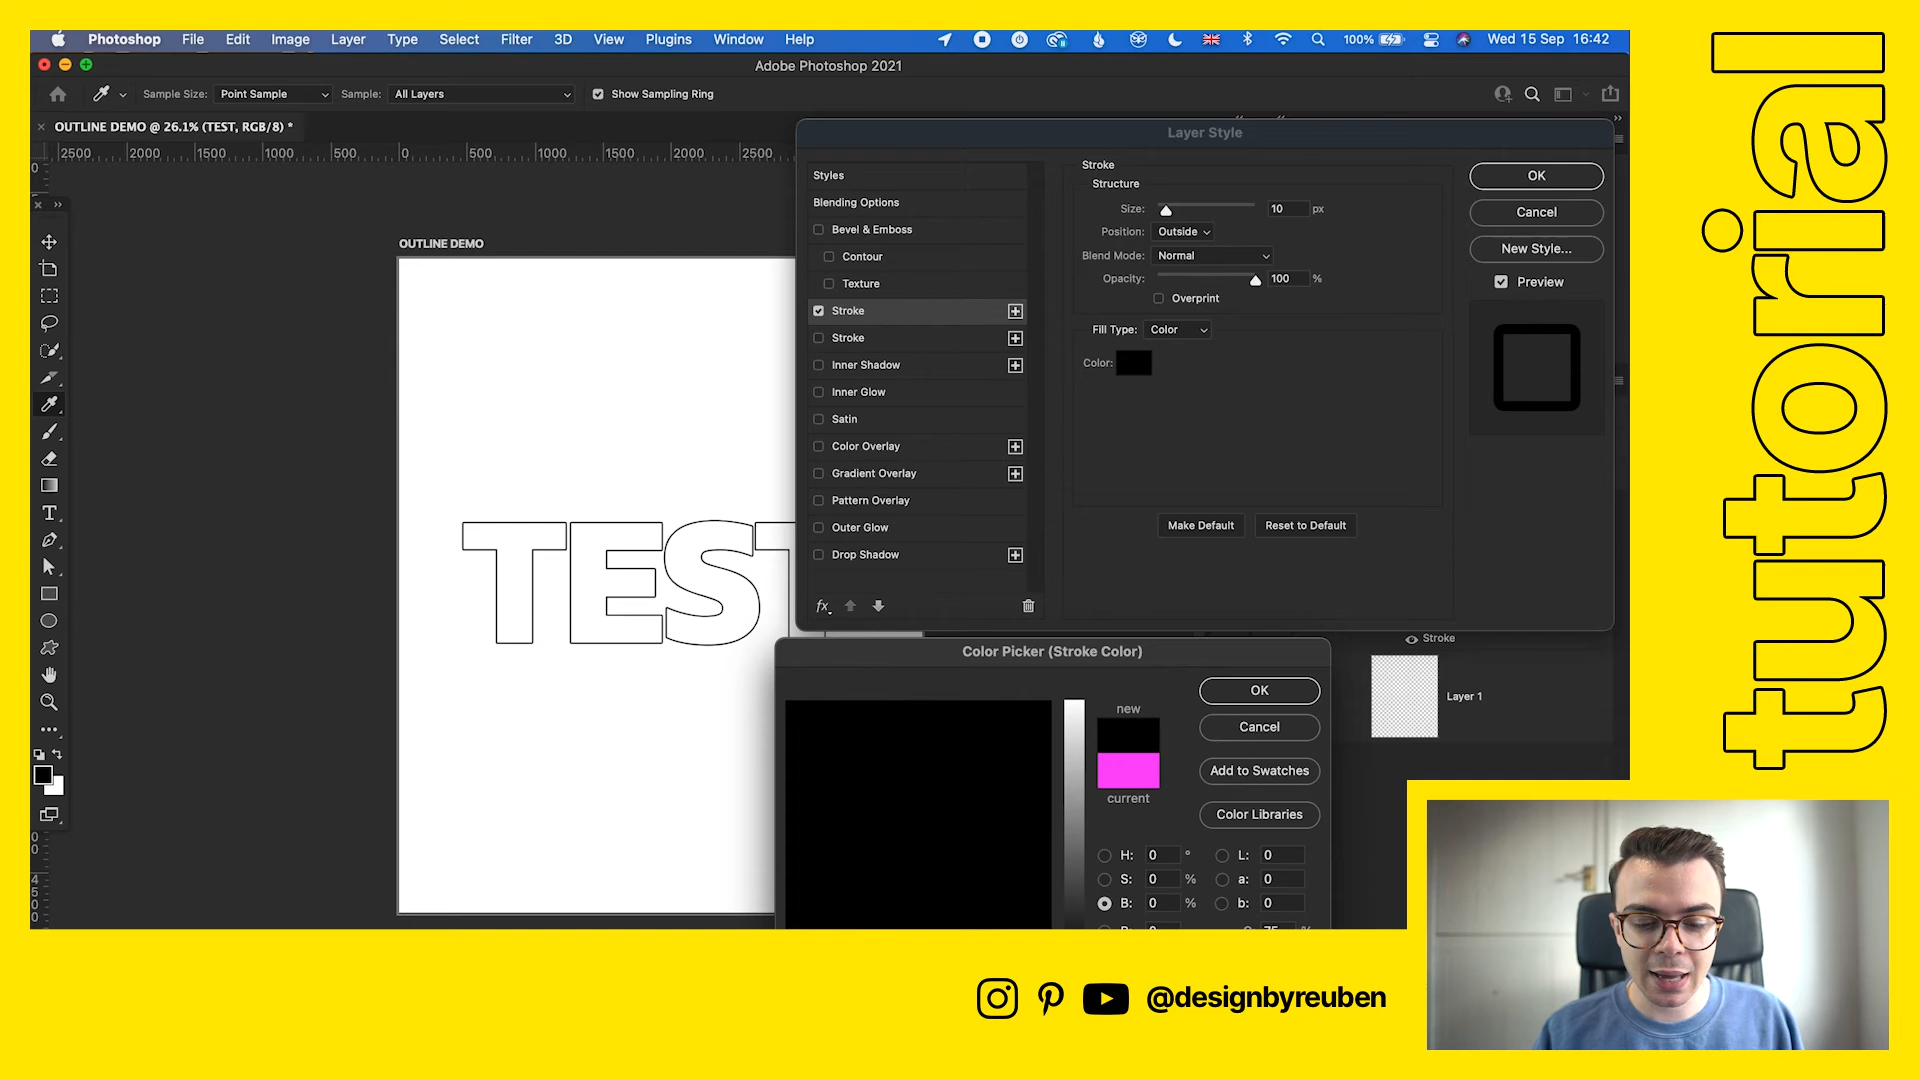 Photoshop File Edit Image Layer Type Select Filter 3D View Plugins Window Help 100% Wed 15 Sep 16:42
Adobe Photoshop 2021
Sample Size: Point Sample Sample: All Layers Show Sampling Ring
OUTLINE DEMO @ 26.1% (TEST, RGB/8) *
2500 2000 1500 1000 500 0 500 1000 1500 2000 2500
OUTLINE DEMO
TEST
Layer Style
Styles
Blending Options
Bevel & Emboss
Contour
Texture
Stroke
Stroke
Inner Shadow
Inner Glow
Satin
Color Overlay
Gradient Overlay
Pattern Overlay
Outer Glow
Drop Shadow
fx
Stroke
Structure
Size: 10 px
Position: Outside
Blend Mode: Normal
Opacity: 100 %
Overprint
Fill Type: Color
Color:
Make Default Reset to Default
OK
Cancel
New Style...
Preview
Stroke
Layer 1
Color Picker (Stroke Color)
new
current
OK
Cancel
Add to Swatches
Color Libraries
H: 0 ° L: 0
S: 0 % a: 0
B: 0 % b: 0
tutorial
@designbyreuben